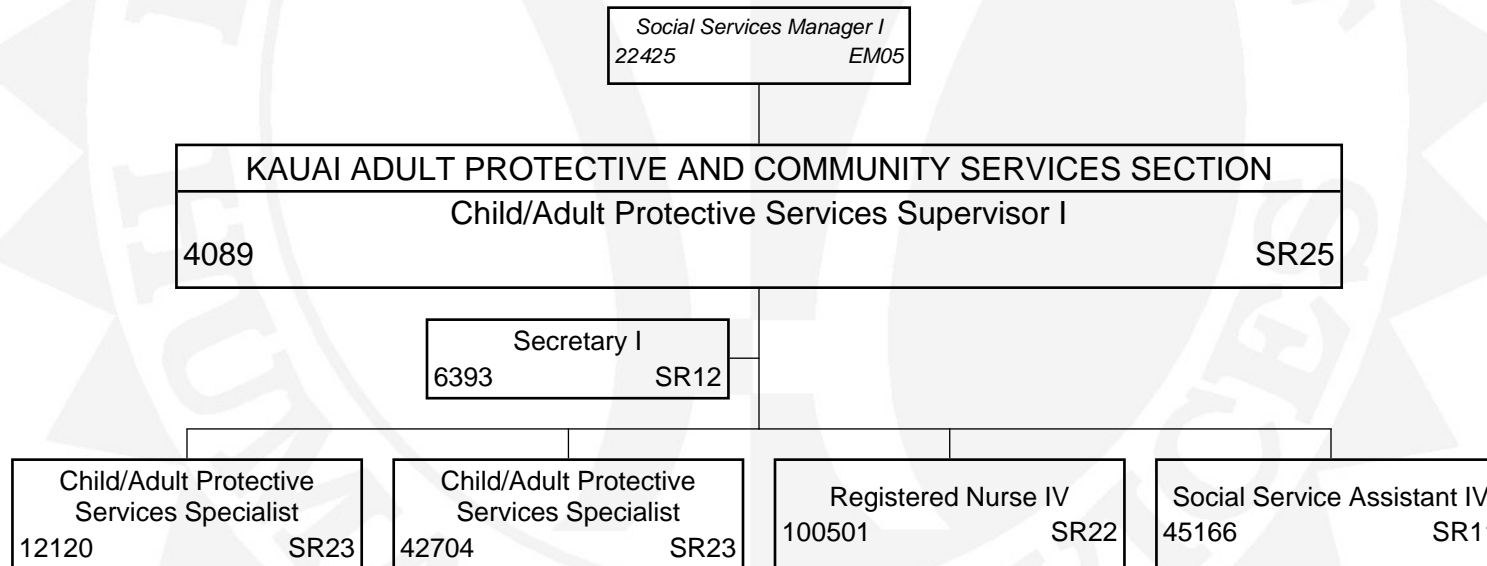 Social Services Manager I
22425 EM05
KAUAI ADULT PROTECTIVE AND COMMUNITY SERVICES SECTION
Child/Adult Protective Services Supervisor I
4089 SR25
Secretary I
6393 SR12
Child/Adult Protective
Services Specialist
12120 SR23
Child/Adult Protective
Services Specialist
42704 SR23
Registered Nurse IV
100501 SR22
Social Service Assistant IV
45166
HUM
ICES